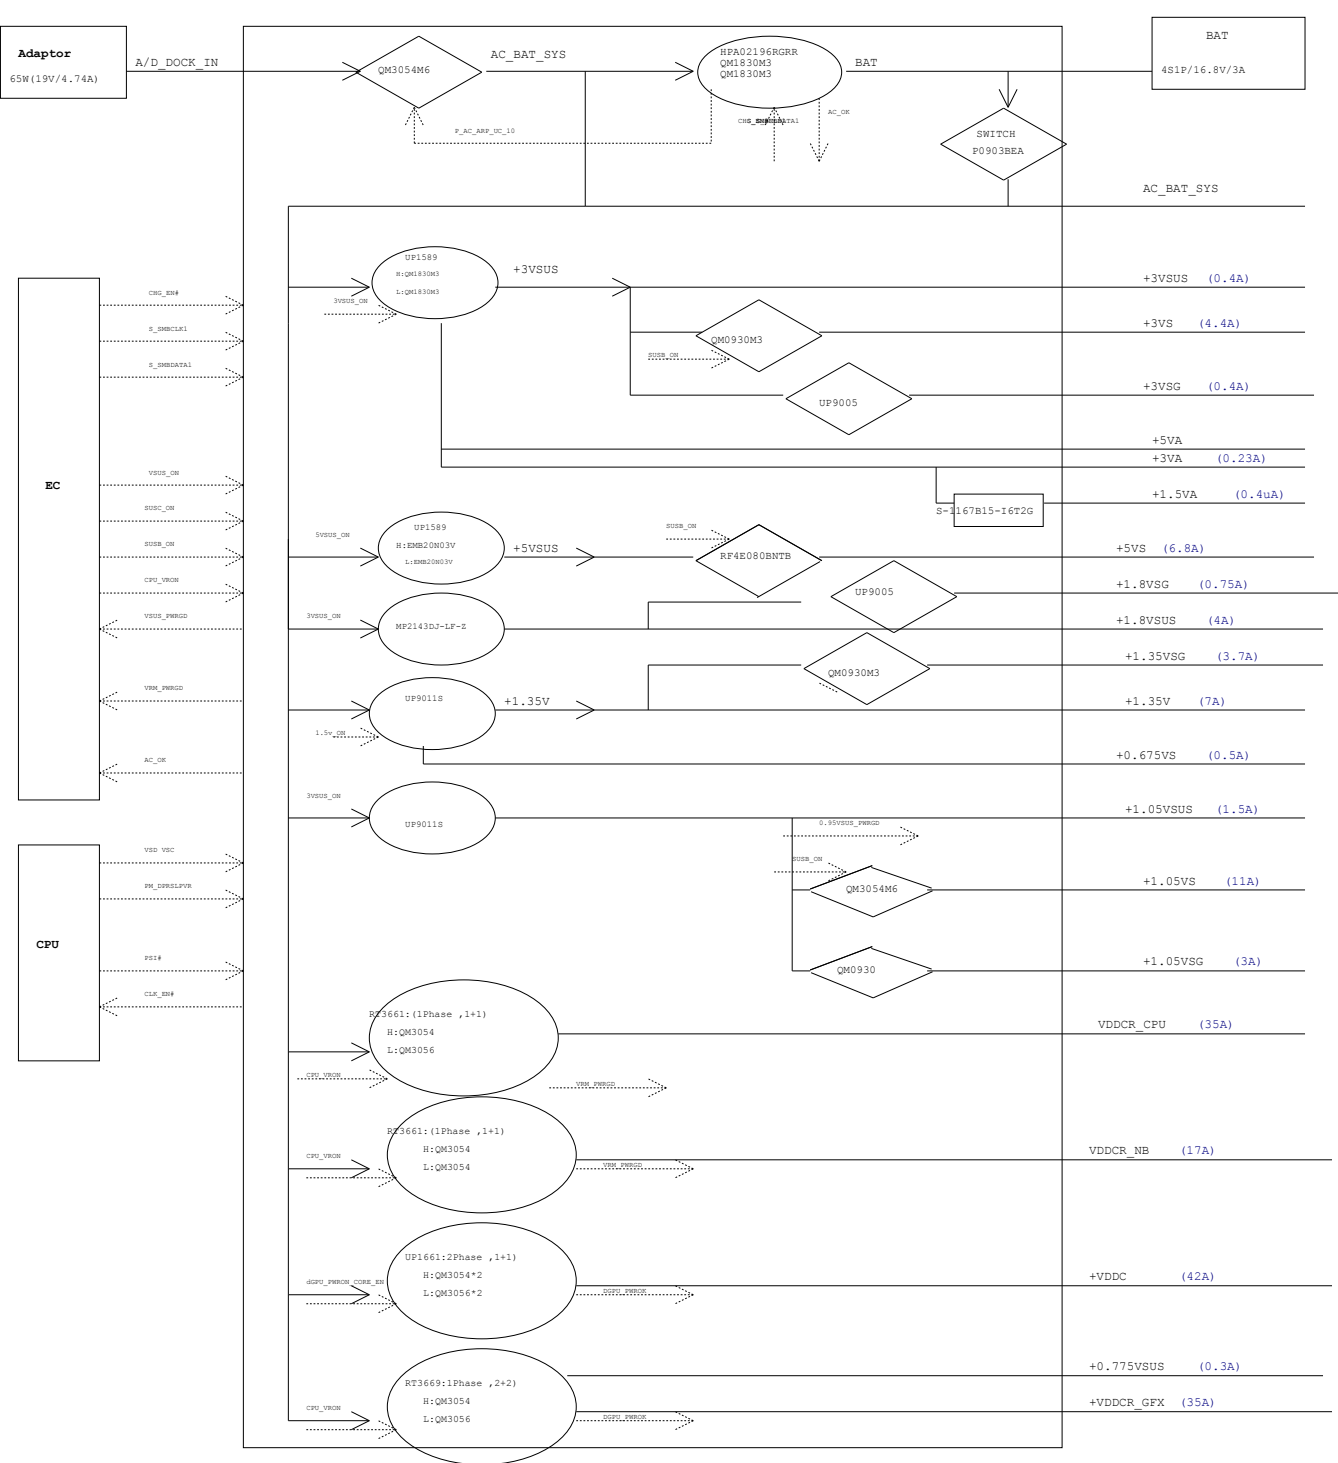 Adaptor
65W(19V/4.74A)
A/D_DOCK_IN
QM3054M6
AC_BAT_SYS
HPA02196RGRR
QM1830M3
QM1830M3
BAT
BAT
4S1P/16.8V/3A
P_AC_ARP_UC_10
AC_OK
SWITCH
P0903BEA
AC_BAT_SYS
UP1589
H:QM1830M3
L:QM1830M3
3VSUS_ON
+3VSUS
+3VSUS (0.4A)
QM0930M3
SUSB_ON
+3VS (4.4A)
UP9005
+3VSG (0.4A)
+5VA
+3VA (0.23A)
S-1167B15-I6T2G
+1.5VA (0.4uA)
EC
CHG_EN#
S_SMBCLK1
S_SMBDATA1
VSUS_ON
SUSC_ON
SUSB_ON
CPU_VRON
VSUS_PWRGD
VRM_PWRGD
AC_OK
5VSUS_ON
UP1589
H:EMB20N03V
L:EMB20N03V
+5VSUS
SUSB_ON
RF4E080BNTB
+5VS (6.8A)
UP9005
+1.8VSG (0.75A)
3VSUS_ON
MP2143DJ-LF-Z
+1.8VSUS (4A)
QM0930M3
+1.35VSG (3.7A)
UP9011S
+1.35V
+1.35V (7A)
1.5v_ON
+0.675VS (0.5A)
3VSUS_ON
UP9011S
+1.05VSUS (1.5A)
0.95VSUS_PWRGD
SUSB_ON
QM3054M6
+1.05VS (11A)
QM0930
+1.05VSG (3A)
CPU
VSD VSC
PM_DPRSLPVR
PSI#
CLK_EN#
RT3661:(1Phase ,1+1)
H:QM3054
L:QM3056
CPU_VRON
VRM_PWRGD
VDDCR_CPU (35A)
RT3661:(1Phase ,1+1)
H:QM3054
L:QM3054
CPU_VRON
VRM_PWRGD
VDDCR_NB (17A)
UP1661:2Phase ,1+1)
H:QM3054*2
L:QM3056*2
dGPU_PWRON_CORE_EN
DGPU_PWROK
+VDDC (42A)
RT3669:1Phase ,2+2)
H:QM3054
L:QM3056
CPU_VRON
DGPU_PWROK
+0.775VSUS (0.3A)
+VDDCR_GFX (35A)